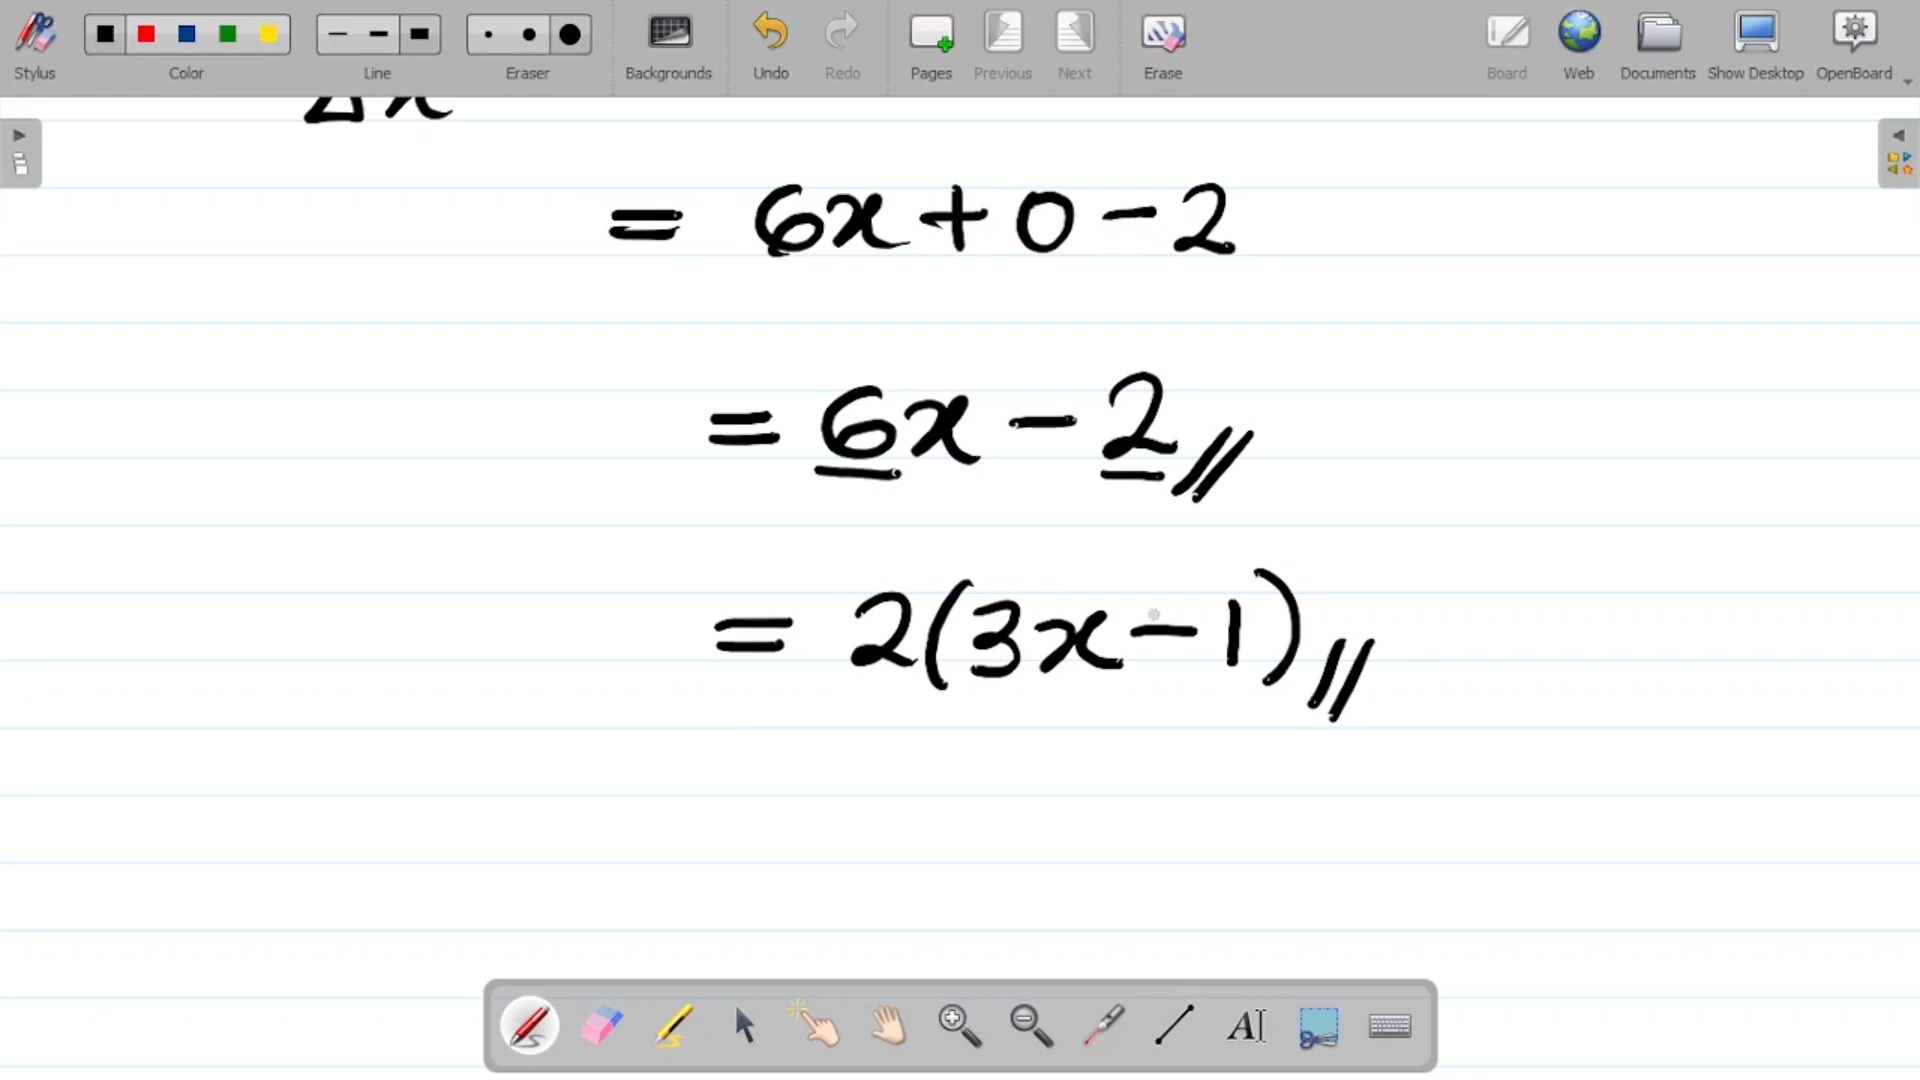 Stylus Color Line Eraser Backgrounds Undo Redo Pages Previous Next Erase Board Web Documents Show Desktop OpenBoard
Δx
= 6x + 0 - 2
= 6x - 2 //
= 2(3x - 1) //